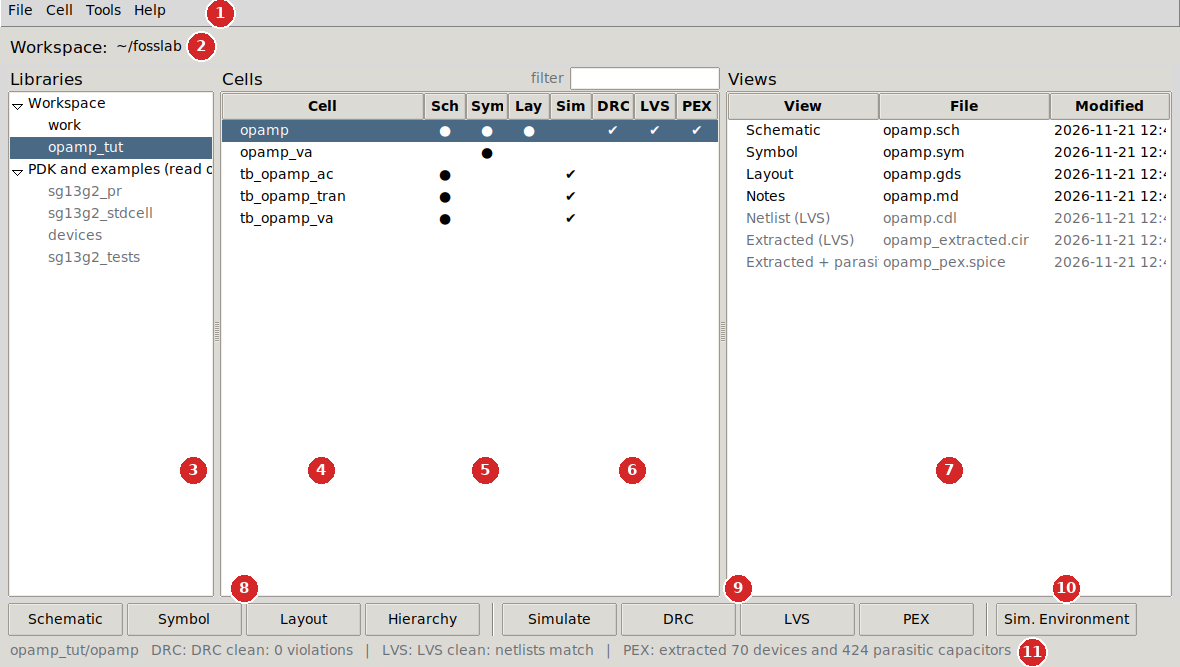 File Cell Tools Help 1
Workspace: ~/fosslab 2
Libraries
Workspace
work
opamp_tut
PDK and examples (read o
sg13g2_pr
sg13g2_stdcell
devices
sg13g2_tests
3
Cells filter
Cell Sch Sym Lay Sim DRC LVS PEX
opamp ● ● ● ✔ ✔ ✔
opamp_va ●
tb_opamp_ac ● ✔
tb_opamp_tran ● ✔
tb_opamp_va ● ✔
4 5 6
Views
View File Modified
Schematic opamp.sch 2026-11-21 12:4
Symbol opamp.sym 2026-11-21 12:4
Layout opamp.gds 2026-11-21 12:4
Notes opamp.md 2026-11-21 12:4
Netlist (LVS) opamp.cdl 2026-11-21 12:4
Extracted (LVS) opamp_extracted.cir 2026-11-21 12:4
Extracted + parasi opamp_pex.spice 2026-11-21 12:4
7
8 9 10
Schematic Symbol Layout Hierarchy Simulate DRC LVS PEX Sim. Environment
opamp_tut/opamp DRC: DRC clean: 0 violations | LVS: LVS clean: netlists match | PEX: extracted 70 devices and 424 parasitic capacitors 11